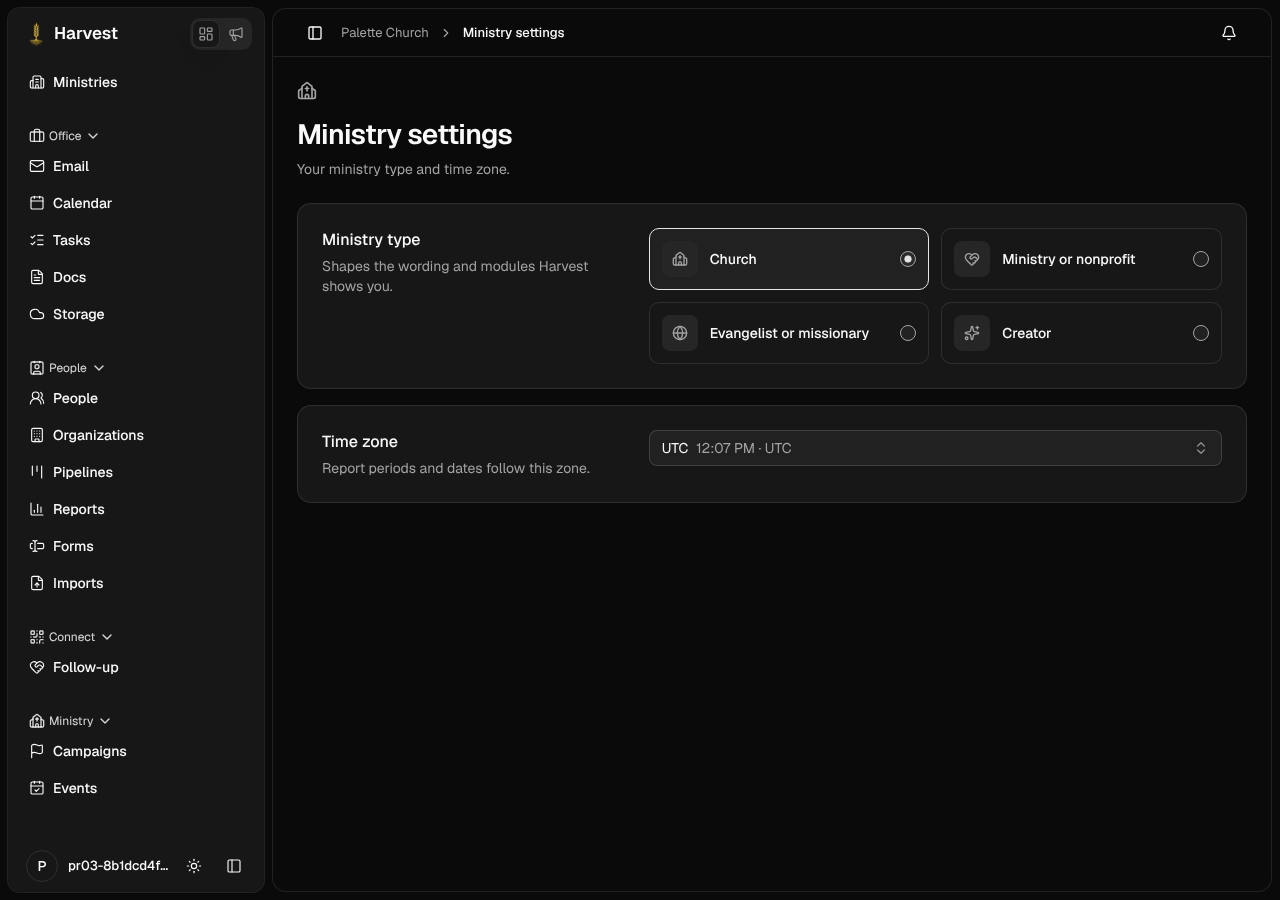 Harvest
Ministries
Office
Email
Calendar
Tasks
Docs
Storage
People
People
Organizations
Pipelines
Reports
Forms
Imports
Connect
Follow-up
Ministry
Campaigns
Events
P pr03-8b1dcd4f...
Palette Church > Ministry settings
Ministry settings
Your ministry type and time zone.
Ministry type
Shapes the wording and modules Harvest
shows you.
Church
Ministry or nonprofit
Evangelist or missionary
Creator
Time zone
Report periods and dates follow this zone.
UTC 12:07 PM · UTC